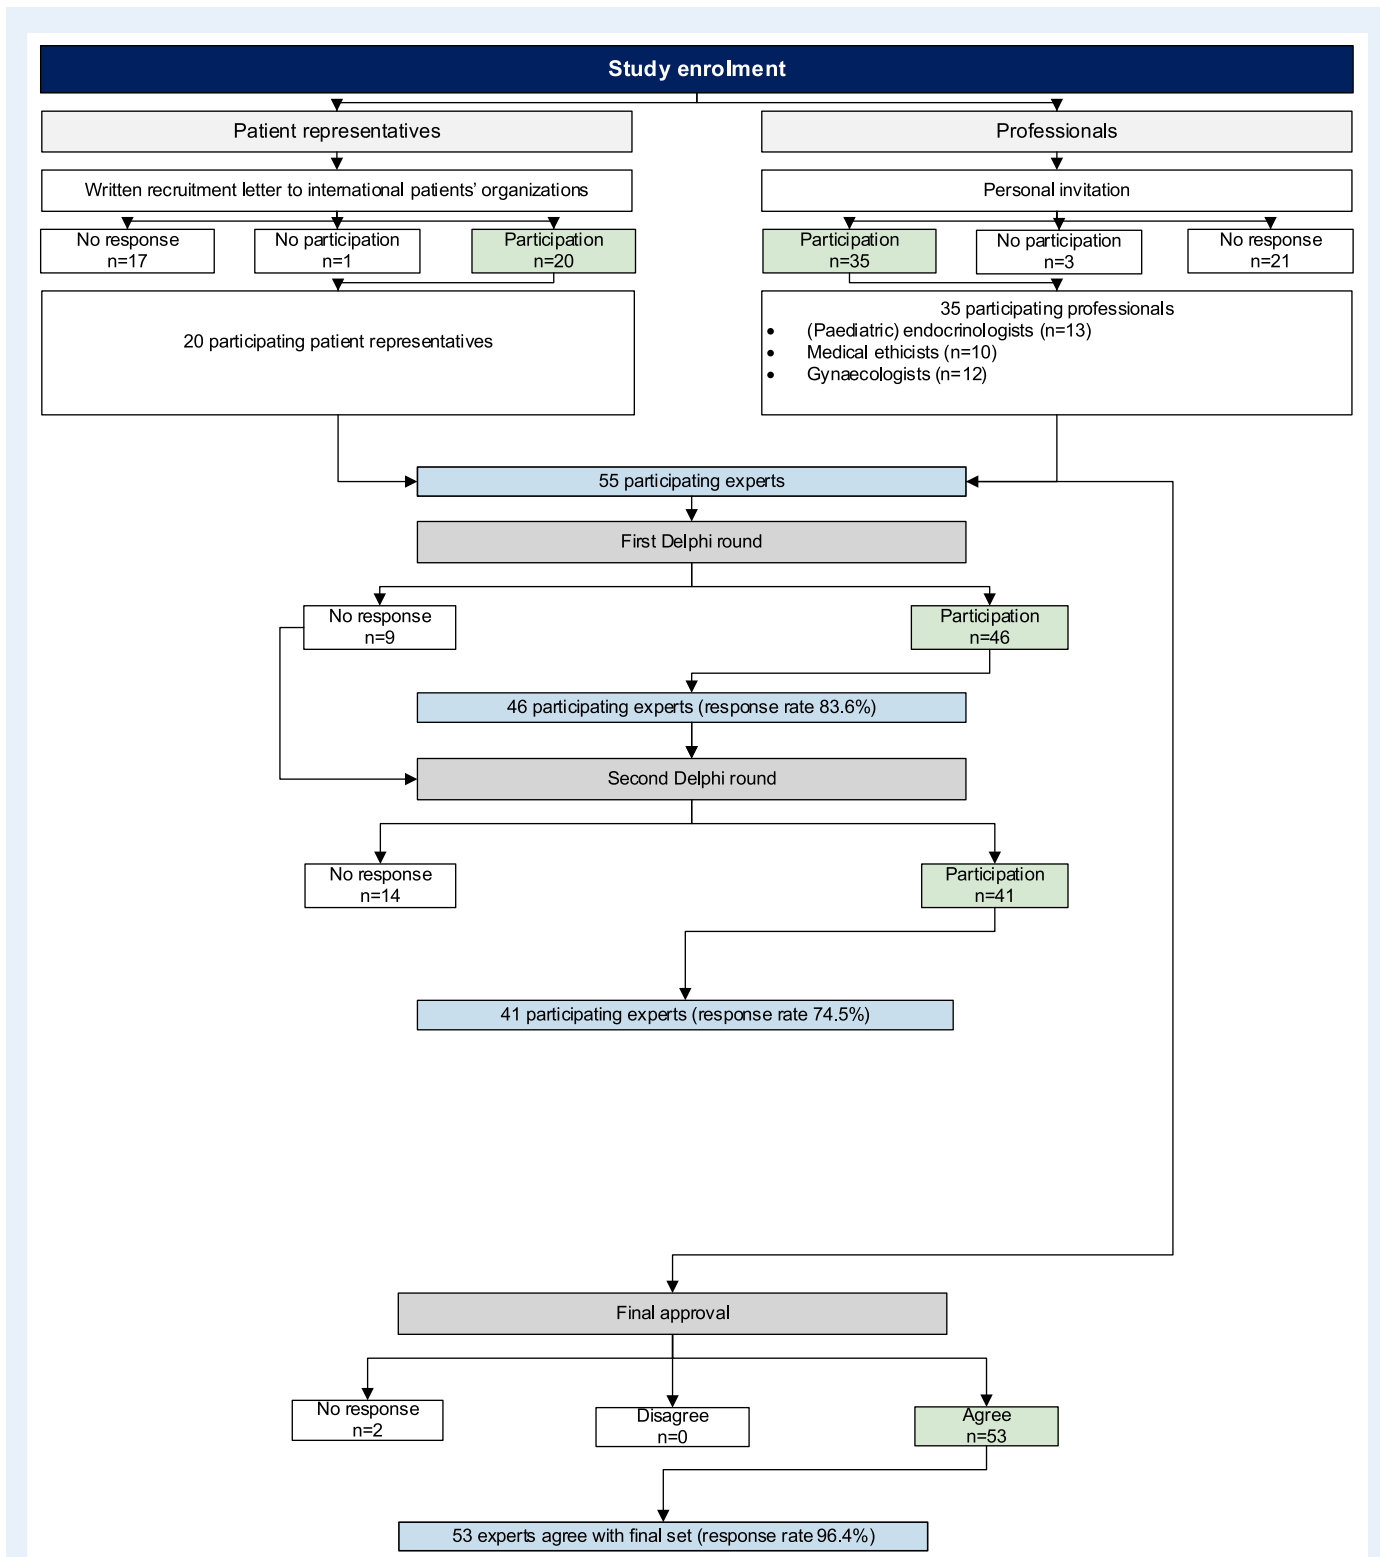 Study enrolment
Patient representatives
Professionals
Written recruitment letter to international patients' organizations
Personal invitation
No response
n=17
No participation
n=1
Participation
n=20
Participation
n=35
No participation
n=3
No response
n=21
20 participating patient representatives
35 participating professionals
• (Paediatric) endocrinologists (n=13)
• Medical ethicists (n=10)
• Gynaecologists (n=12)
55 participating experts
First Delphi round
No response
n=9
Participation
n=46
46 participating experts (response rate 83.6%)
Second Delphi round
No response
n=14
Participation
n=41
41 participating experts (response rate 74.5%)
Final approval
No response
n=2
Disagree
n=0
Agree
n=53
53 experts agree with final set (response rate 96.4%)